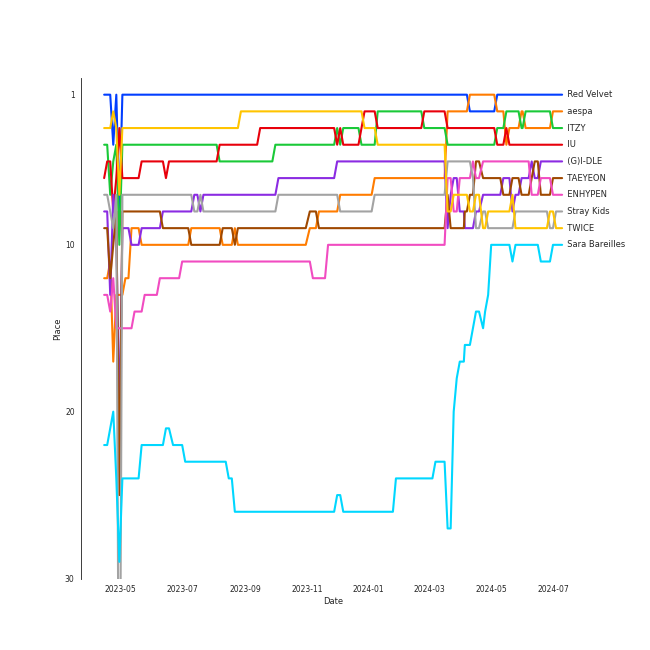 1
Red Velvet
aespa
ITZY
IU
(G)I-DLE
TAEYEON
ENHYPEN
Stray Kids
TWICE
10
Sara Bareilles
Place
20
30
2023-05
2023-07
2023-09
2023-11
2024-01
2024-03
2024-05
2024-07
Date